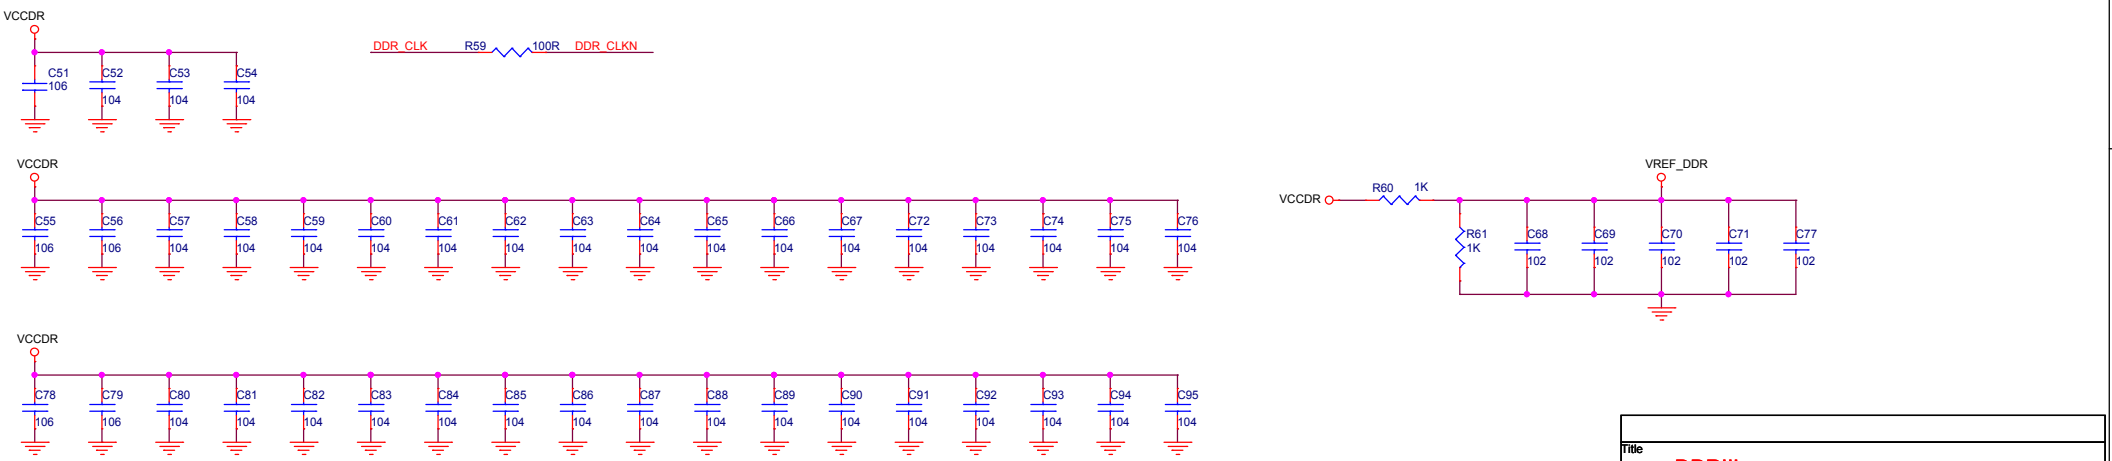 VCCDR
DDR_CLK R59 100R DDR_CLKN
C51 C52 C53 C54
106
104 104 104
VCCDR
VREF_DDR
R60 1K
VCCDR
C55 C56 C57 C58 C59 C60 C61 C62 C63 C64 C65 C66 C67 C72 C73 C74 C75 C76
R61 C68 C69 C70 C71 C77
106 106 104 104 104 104 104 104 104 104 104 104 104 104 104 104 104 104
1K
102 102 102 102 102
VCCDR
C78 C79 C80 C81 C82 C83 C84 C85 C86 C87 C88 C89 C90 C91 C92 C93 C94 C95
106 106 104 104 104 104 104 104 104 104 104 104 104 104 104 104 104 104
Title